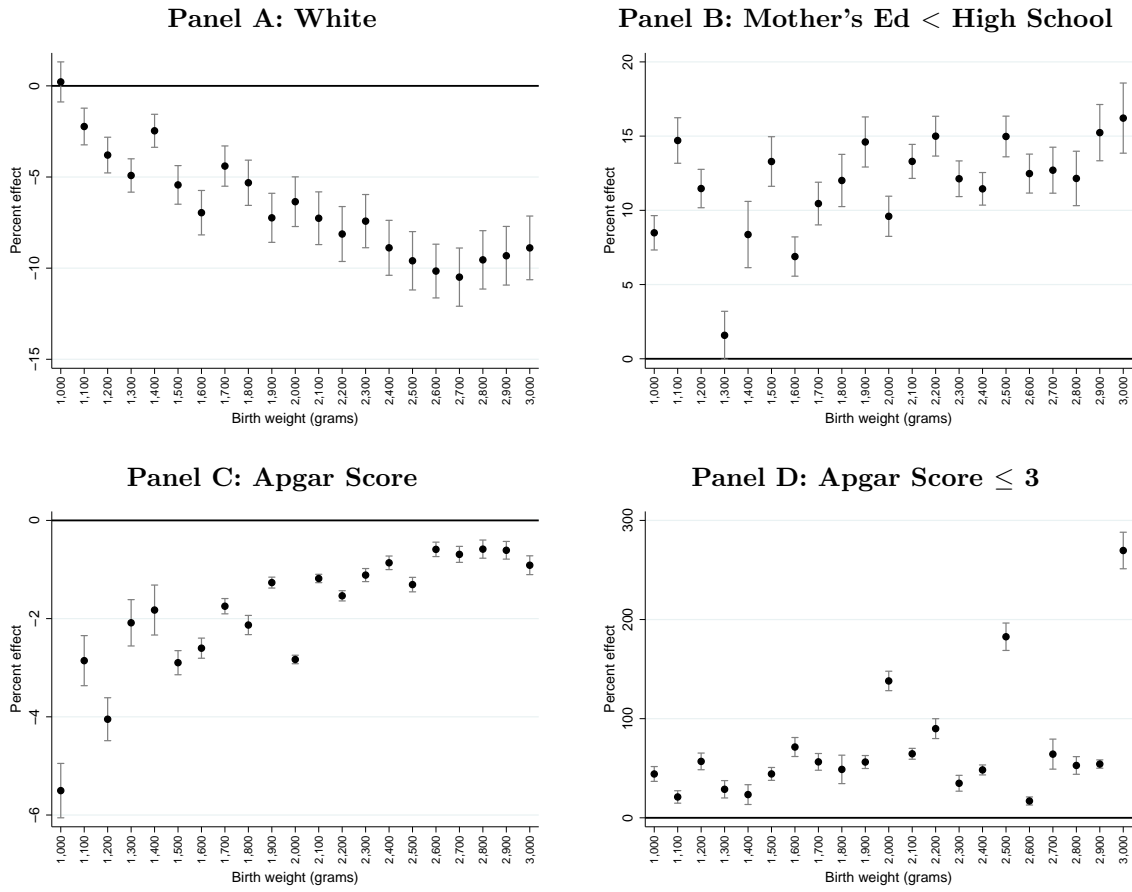 Panel A: White
0
-5
-10
-15
Percent effect
1,000 1,100 1,200 1,300 1,400 1,500 1,600 1,700 1,800 1,900 2,000 2,100 2,200 2,300 2,400 2,500 2,600 2,700 2,800 2,900 3,000
Birth weight (grams)
Panel B: Mother's Ed < High School
20
15
10
5
0
Percent effect
1,000 1,100 1,200 1,300 1,400 1,500 1,600 1,700 1,800 1,900 2,000 2,100 2,200 2,300 2,400 2,500 2,600 2,700 2,800 2,900 3,000
Birth weight (grams)
Panel C: Apgar Score
0
-2
-4
-6
Percent effect
1,000 1,100 1,200 1,300 1,400 1,500 1,600 1,700 1,800 1,900 2,000 2,100 2,200 2,300 2,400 2,500 2,600 2,700 2,800 2,900 3,000
Birth weight (grams)
Panel D: Apgar Score ≤ 3
300
200
100
0
Percent effect
1,000 1,100 1,200 1,300 1,400 1,500 1,600 1,700 1,800 1,900 2,000 2,100 2,200 2,300 2,400 2,500 2,600 2,700 2,800 2,900 3,000
Birth weight (grams)